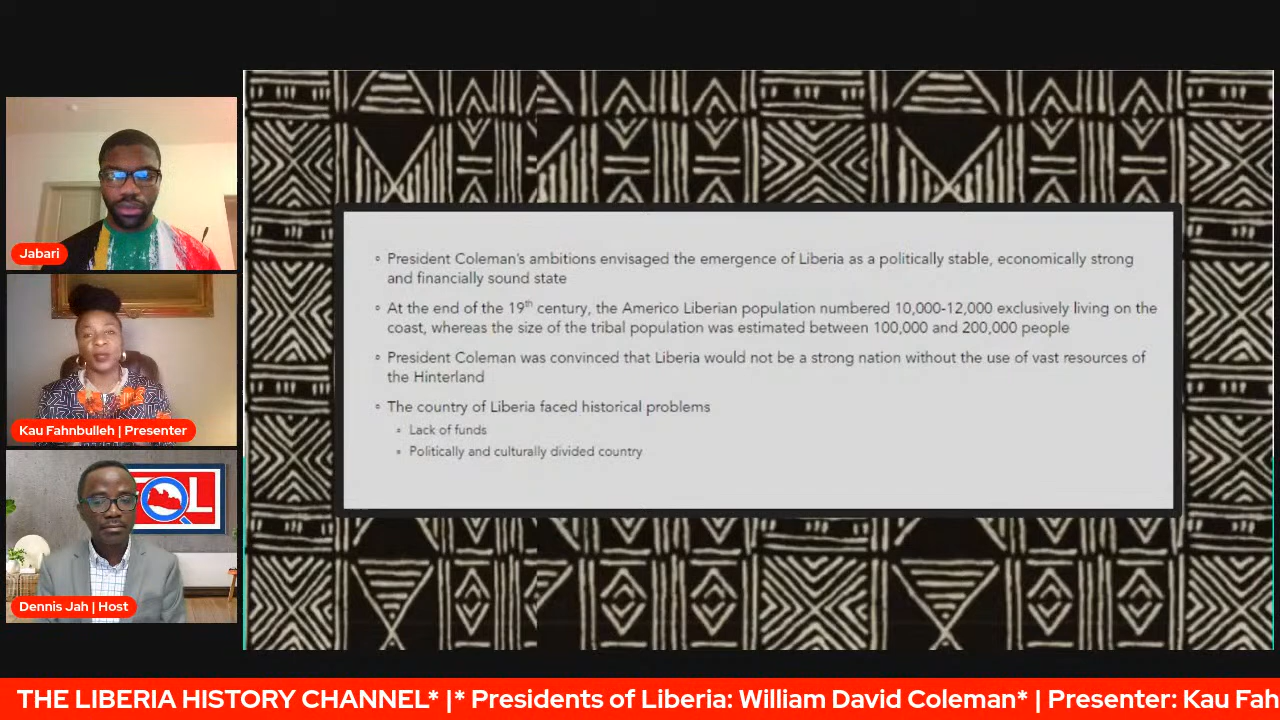 Jabari
Kau Fahnbulleh | Presenter
Dennis Jah | Host
◦ President Coleman's ambitions envisaged the emergence of Liberia as a politically stable, economically strong
and financially sound state
◦ At the end of the 19th century, the Americo Liberian population numbered 10,000-12,000 exclusively living on the
coast, whereas the size of the tribal population was estimated between 100,000 and 200,000 people
◦ President Coleman was convinced that Liberia would not be a strong nation without the use of vast resources of
the Hinterland
◦ The country of Liberia faced historical problems
▫ Lack of funds
▫ Politically and culturally divided country
THE LIBERIA HISTORY CHANNEL* |* Presidents of Liberia: William David Coleman* | Presenter: Kau Fah